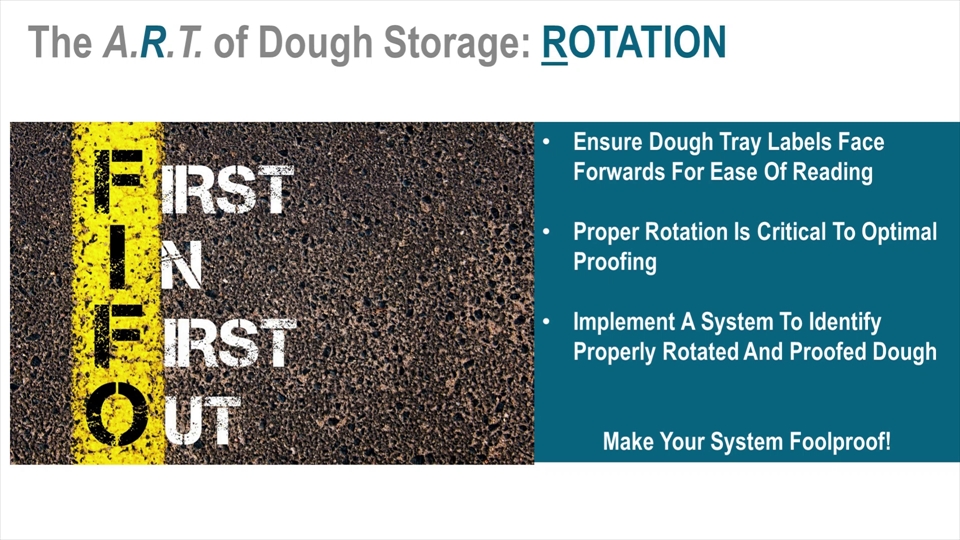 The A.R.T. of Dough Storage: ROTATION
FIRST
IN
FIRST
OUT
• Ensure Dough Tray Labels Face
Forwards For Ease Of Reading
• Proper Rotation Is Critical To Optimal
Proofing
• Implement A System To Identify
Properly Rotated And Proofed Dough
Make Your System Foolproof!